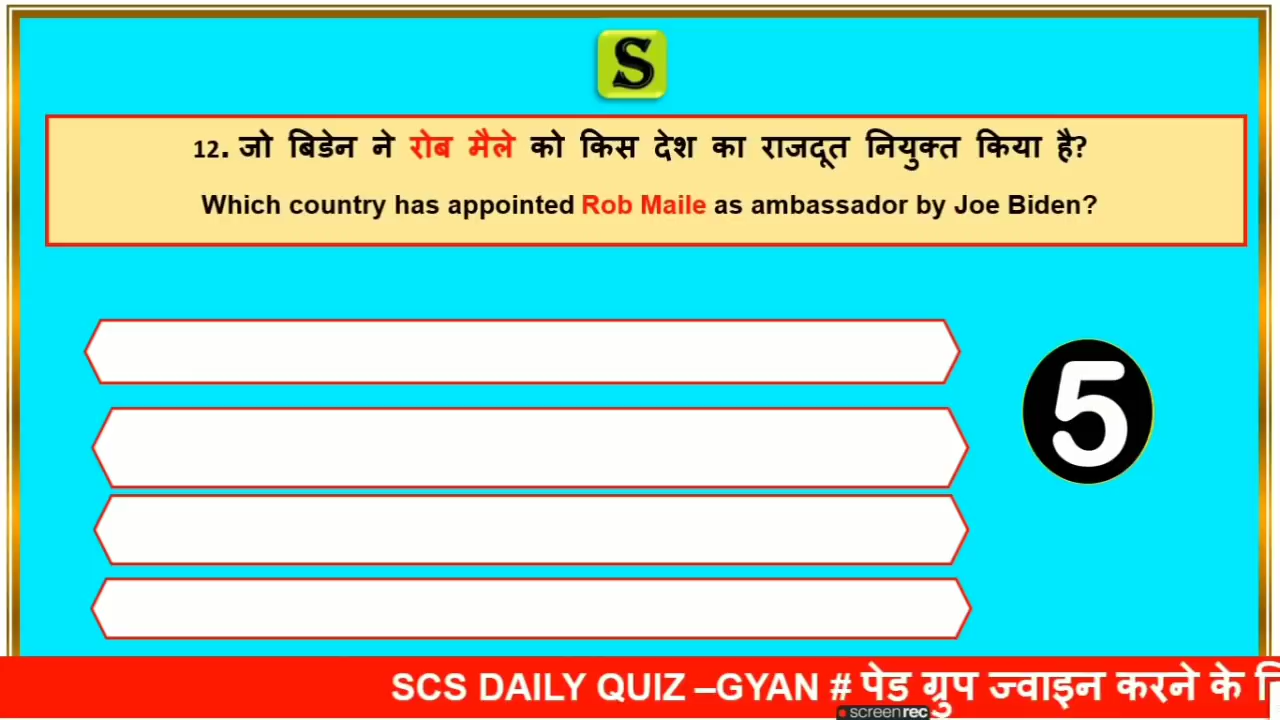 S
12. जो बिडेन ने रोब मैले को किस देश का राजदूत नियुक्त किया है?
Which country has appointed Rob Maile as ambassador by Joe Biden?
5
SCS DAILY QUIZ –GYAN # पेड ग्रुप ज्वाइन करने के
screenrec